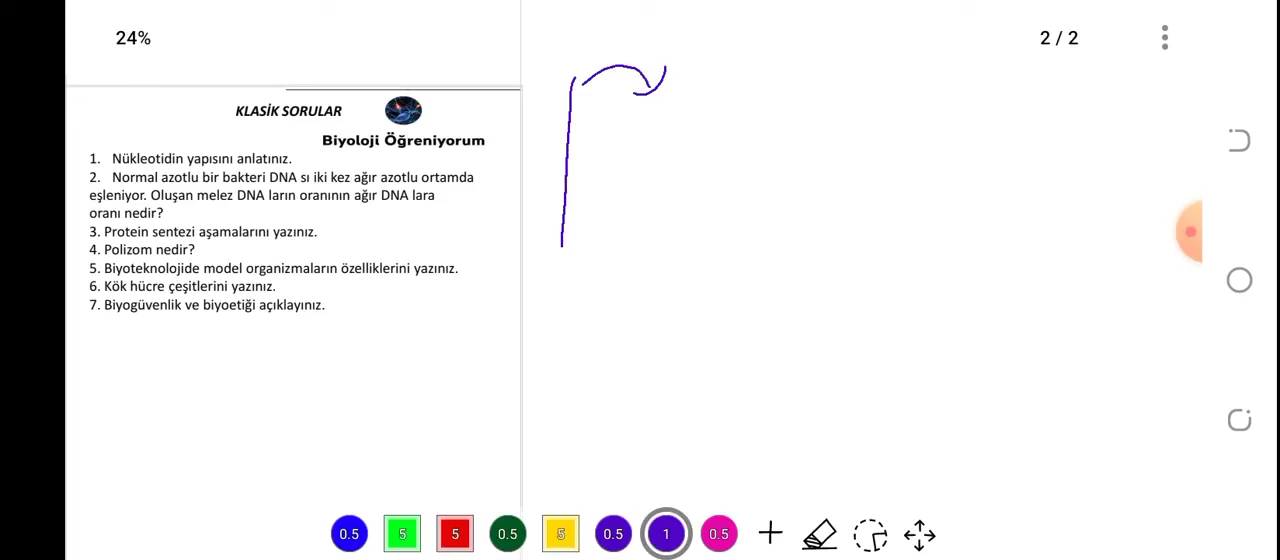 24%
2 / 2
KLASİK SORULAR
Biyoloji Öğreniyorum
1. Nükleotidin yapısını anlatınız.
2. Normal azotlu bir bakteri DNA sı iki kez ağır azotlu ortamda
eşleniyor. Oluşan melez DNA ların oranının ağır DNA lara
oranı nedir?
3. Protein sentezi aşamalarını yazınız.
4. Polizom nedir?
5. Biyoteknolojide model organizmaların özelliklerini yazınız.
6. Kök hücre çeşitlerini yazınız.
7. Biyogüvenlik ve biyoetiği açıklayınız.
0.5 5 5 0.5 5 0.5 1 0.5